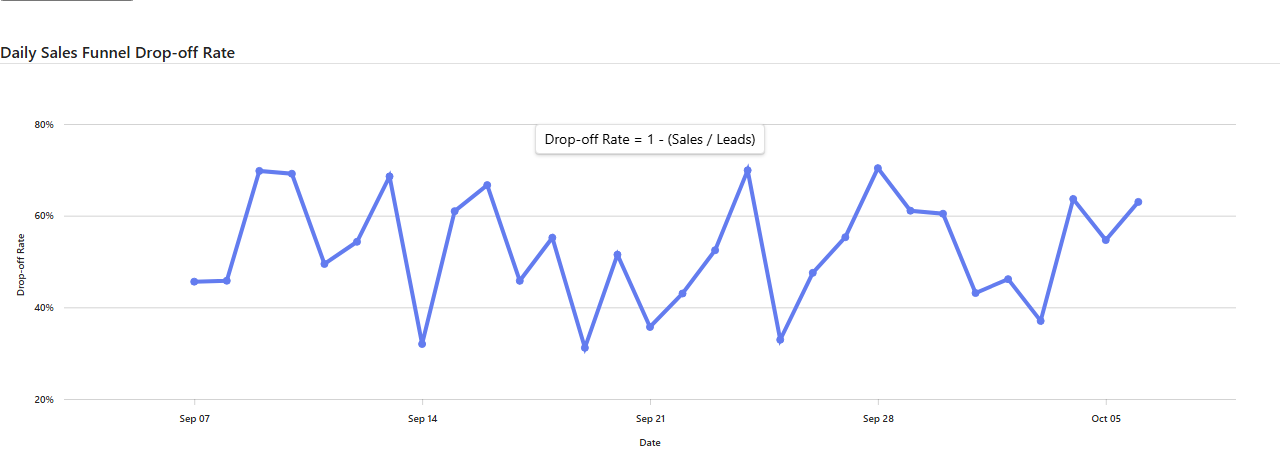 Daily Sales Funnel Drop-off Rate
80%
Drop-off Rate = 1 - (Sales / Leads)
60%
Drop-off Rate
40%
20%
Sep 07 Sep 14 Sep 21 Sep 28 Oct 05
Date